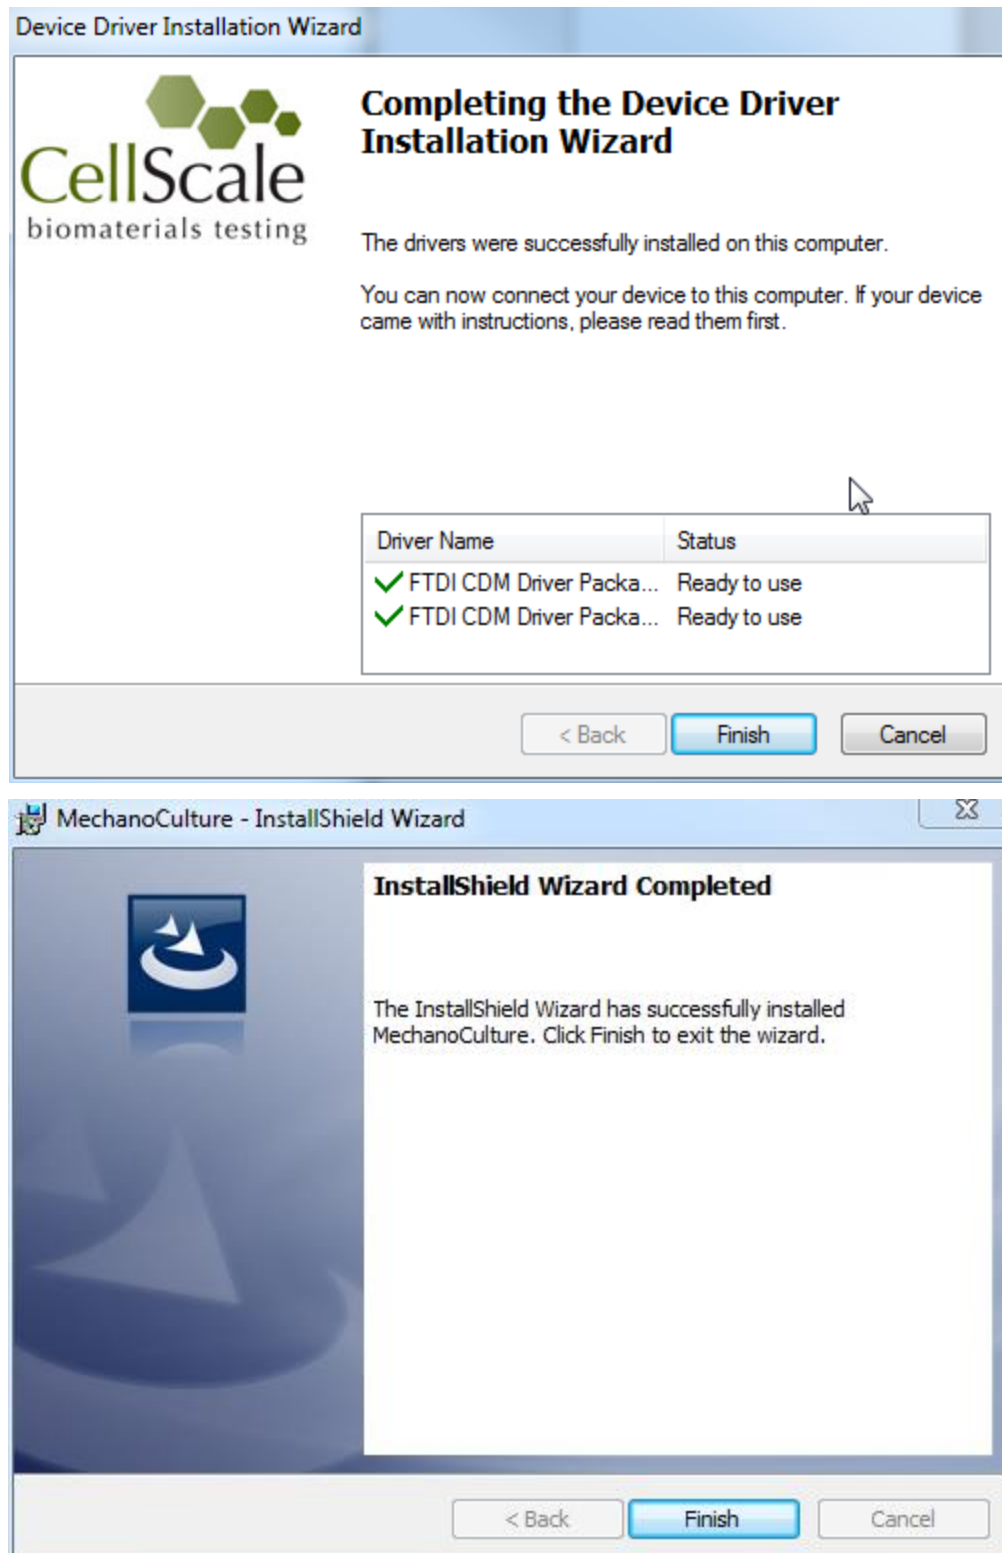 Device Driver Installation Wizard
CellScale
biomaterials testing
Completing the Device Driver
Installation Wizard
The drivers were successfully installed on this computer.
You can now connect your device to this computer. If your device
came with instructions, please read them first.
Driver Name Status
FTDI CDM Driver Packa... Ready to use
FTDI CDM Driver Packa... Ready to use
< Back Finish Cancel
MechanoCulture - InstallShield Wizard
InstallShield Wizard Completed
The InstallShield Wizard has successfully installed
MechanoCulture. Click Finish to exit the wizard.
< Back Finish Cancel